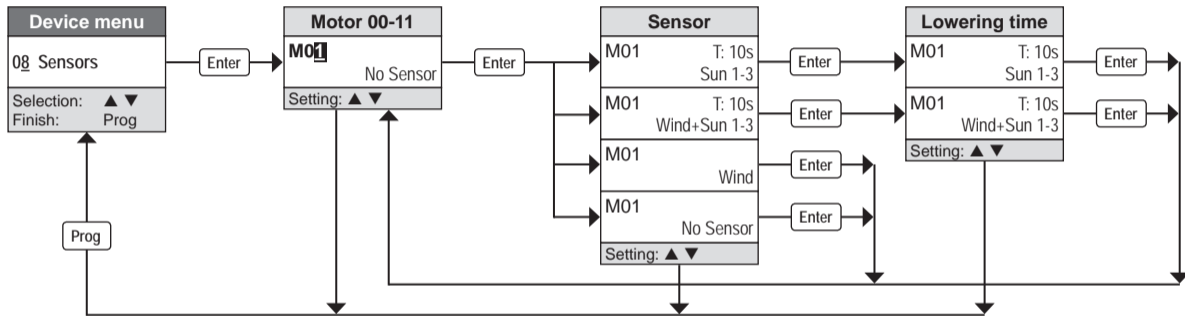 Device menu
08 Sensors
Selection: ▲ ▼
Finish: Prog
Enter
Motor 00-11
M01
No Sensor
Setting: ▲ ▼
Enter
Sensor
M01 T: 10s
Sun 1-3
M01 T: 10s
Wind+Sun 1-3
M01
Wind
M01
No Sensor
Setting: ▲ ▼
Enter
Enter
Enter
Enter
Lowering time
M01 T: 10s
Sun 1-3
M01 T: 10s
Wind+Sun 1-3
Setting: ▲ ▼
Enter
Enter
Prog